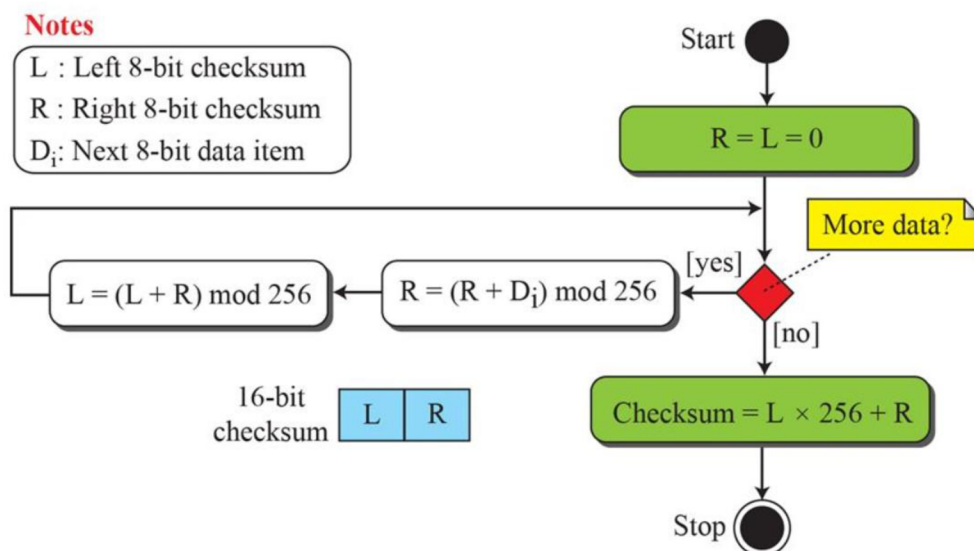 Notes
L : Left 8-bit checksum
R : Right 8-bit checksum
Di: Next 8-bit data item
Start
R = L = 0
More data?
[yes]
R = (R + Di) mod 256
L = (L + R) mod 256
[no]
Checksum = L × 256 + R
16-bit
checksum
L R
Stop